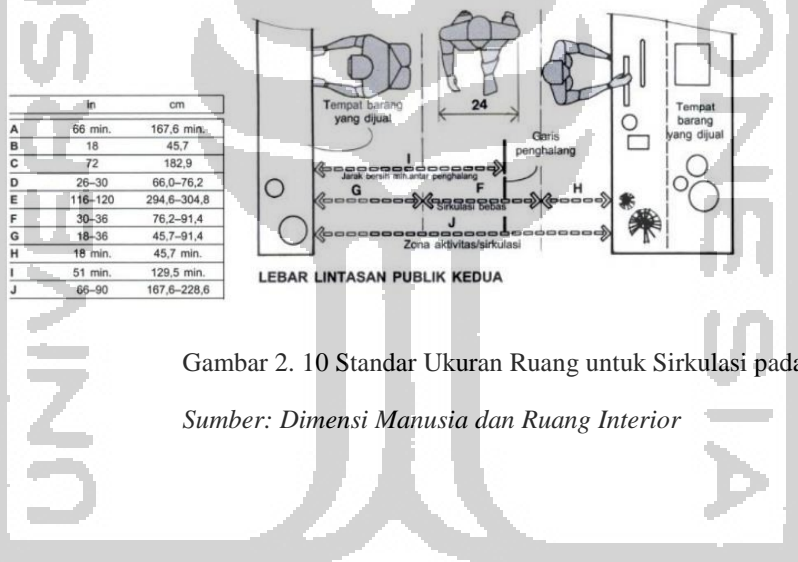 in cm
A 66 min. 167,6 min.
B 18 45,7
C 72 182,9
D 26–30 66,0–76,2
E 116–120 294,6–304,8
F 30–36 76,2–91,4
G 18–36 45,7–91,4
H 18 min. 45,7 min.
I 51 min. 129,5 min.
J 66–90 167,6–228,6
Tempat barang
yang dijual
24
Garis
penghalang
Tempat
barang
yang dijual
I
Jarak bersih min.antar penghalang
G F H
Sirkulasi bebas
J
Zona aktivitas/sirkulasi
LEBAR LINTASAN PUBLIK KEDUA
Gambar 2. 10 Standar Ukuran Ruang untuk Sirkulasi pada
Sumber: Dimensi Manusia dan Ruang Interior